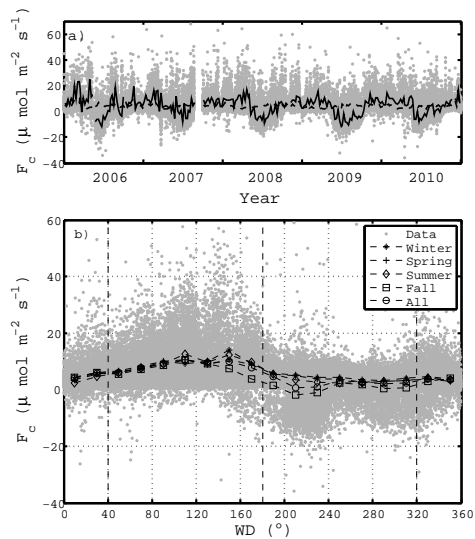 a)
80
60
40
20
0
-20
-40
F_c (μ mol m^-2 s^-1)
2006 2007 2008 2009 2010
Year
b)
Data
Winter
Spring
Summer
Fall
All
60
40
20
0
-20
-40
F_c (μ mol m^-2 s^-1)
0 40 80 120 160 200 240 280 320 360
WD (°)